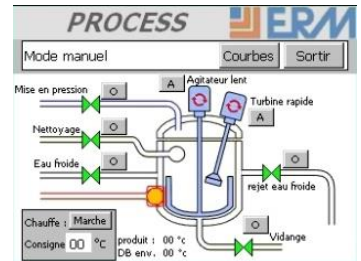 PROCESS ERM
Mode manuel Courbes Sortir
Mise en pression O A Agitateur lent
Turbine rapide
A
Nettoyage O
Eau froide O O
rejet eau froide
Chauffe : Marche O
Vidange
Consigne 00 °C produit : 00 °c
DB env. 00 °c